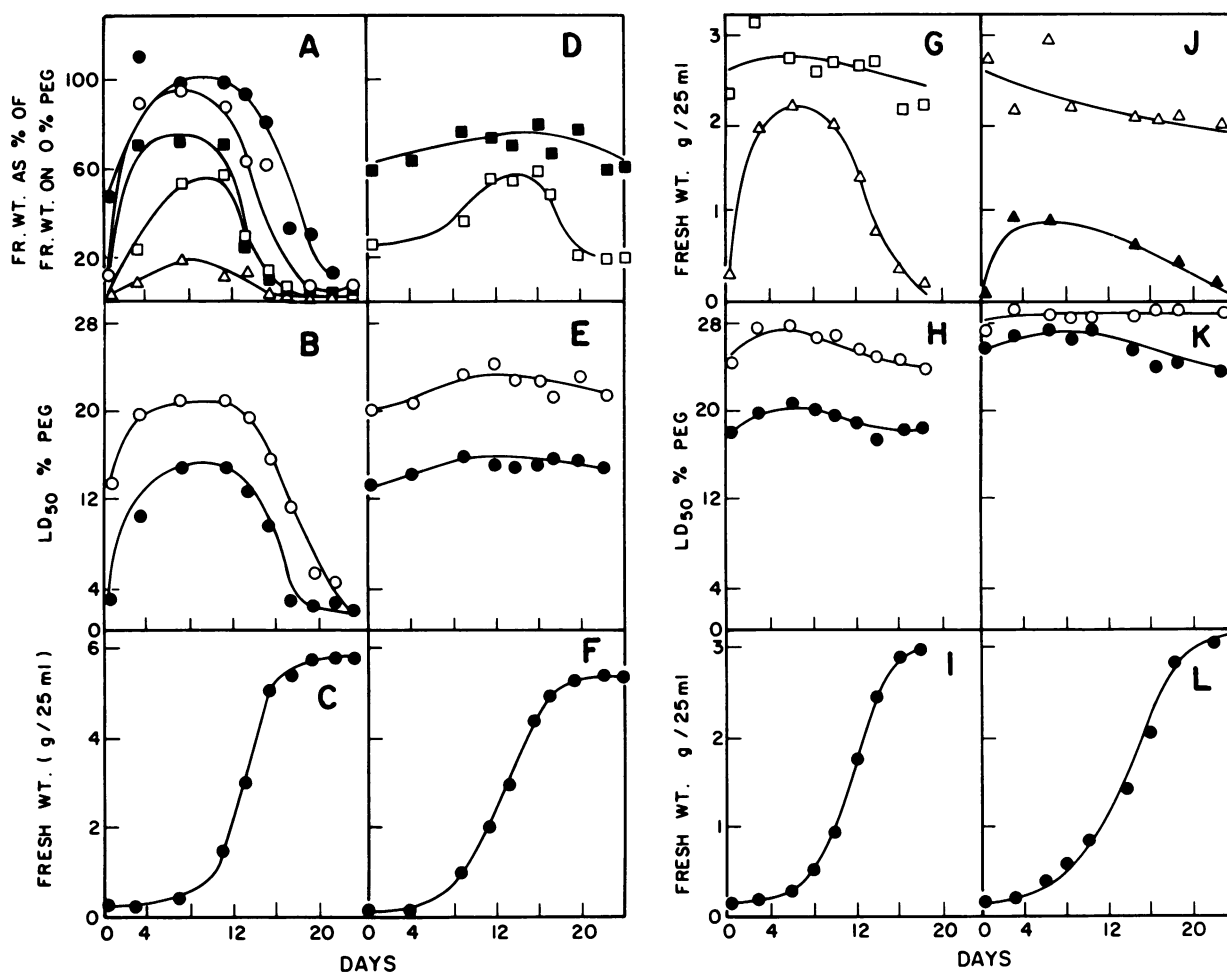 FR. WT. AS % OF
FR. WT. ON 0 % PEG
100
60
20
A
D
LD50 % PEG
28
20
12
4
0
B
E
FRESH WT. ( g / 25 ml )
6
4
2
0
C
F
0 4 12 20 0 4 12 20
DAYS
FRESH WT. g / 25 ml
3
2
1
0
G
J
LD50 % PEG
28
20
12
4
0
H
K
FRESH WT. g / 25 ml
3
2
1
0
I
L
0 4 12 20 0 4 12 20
DAYS